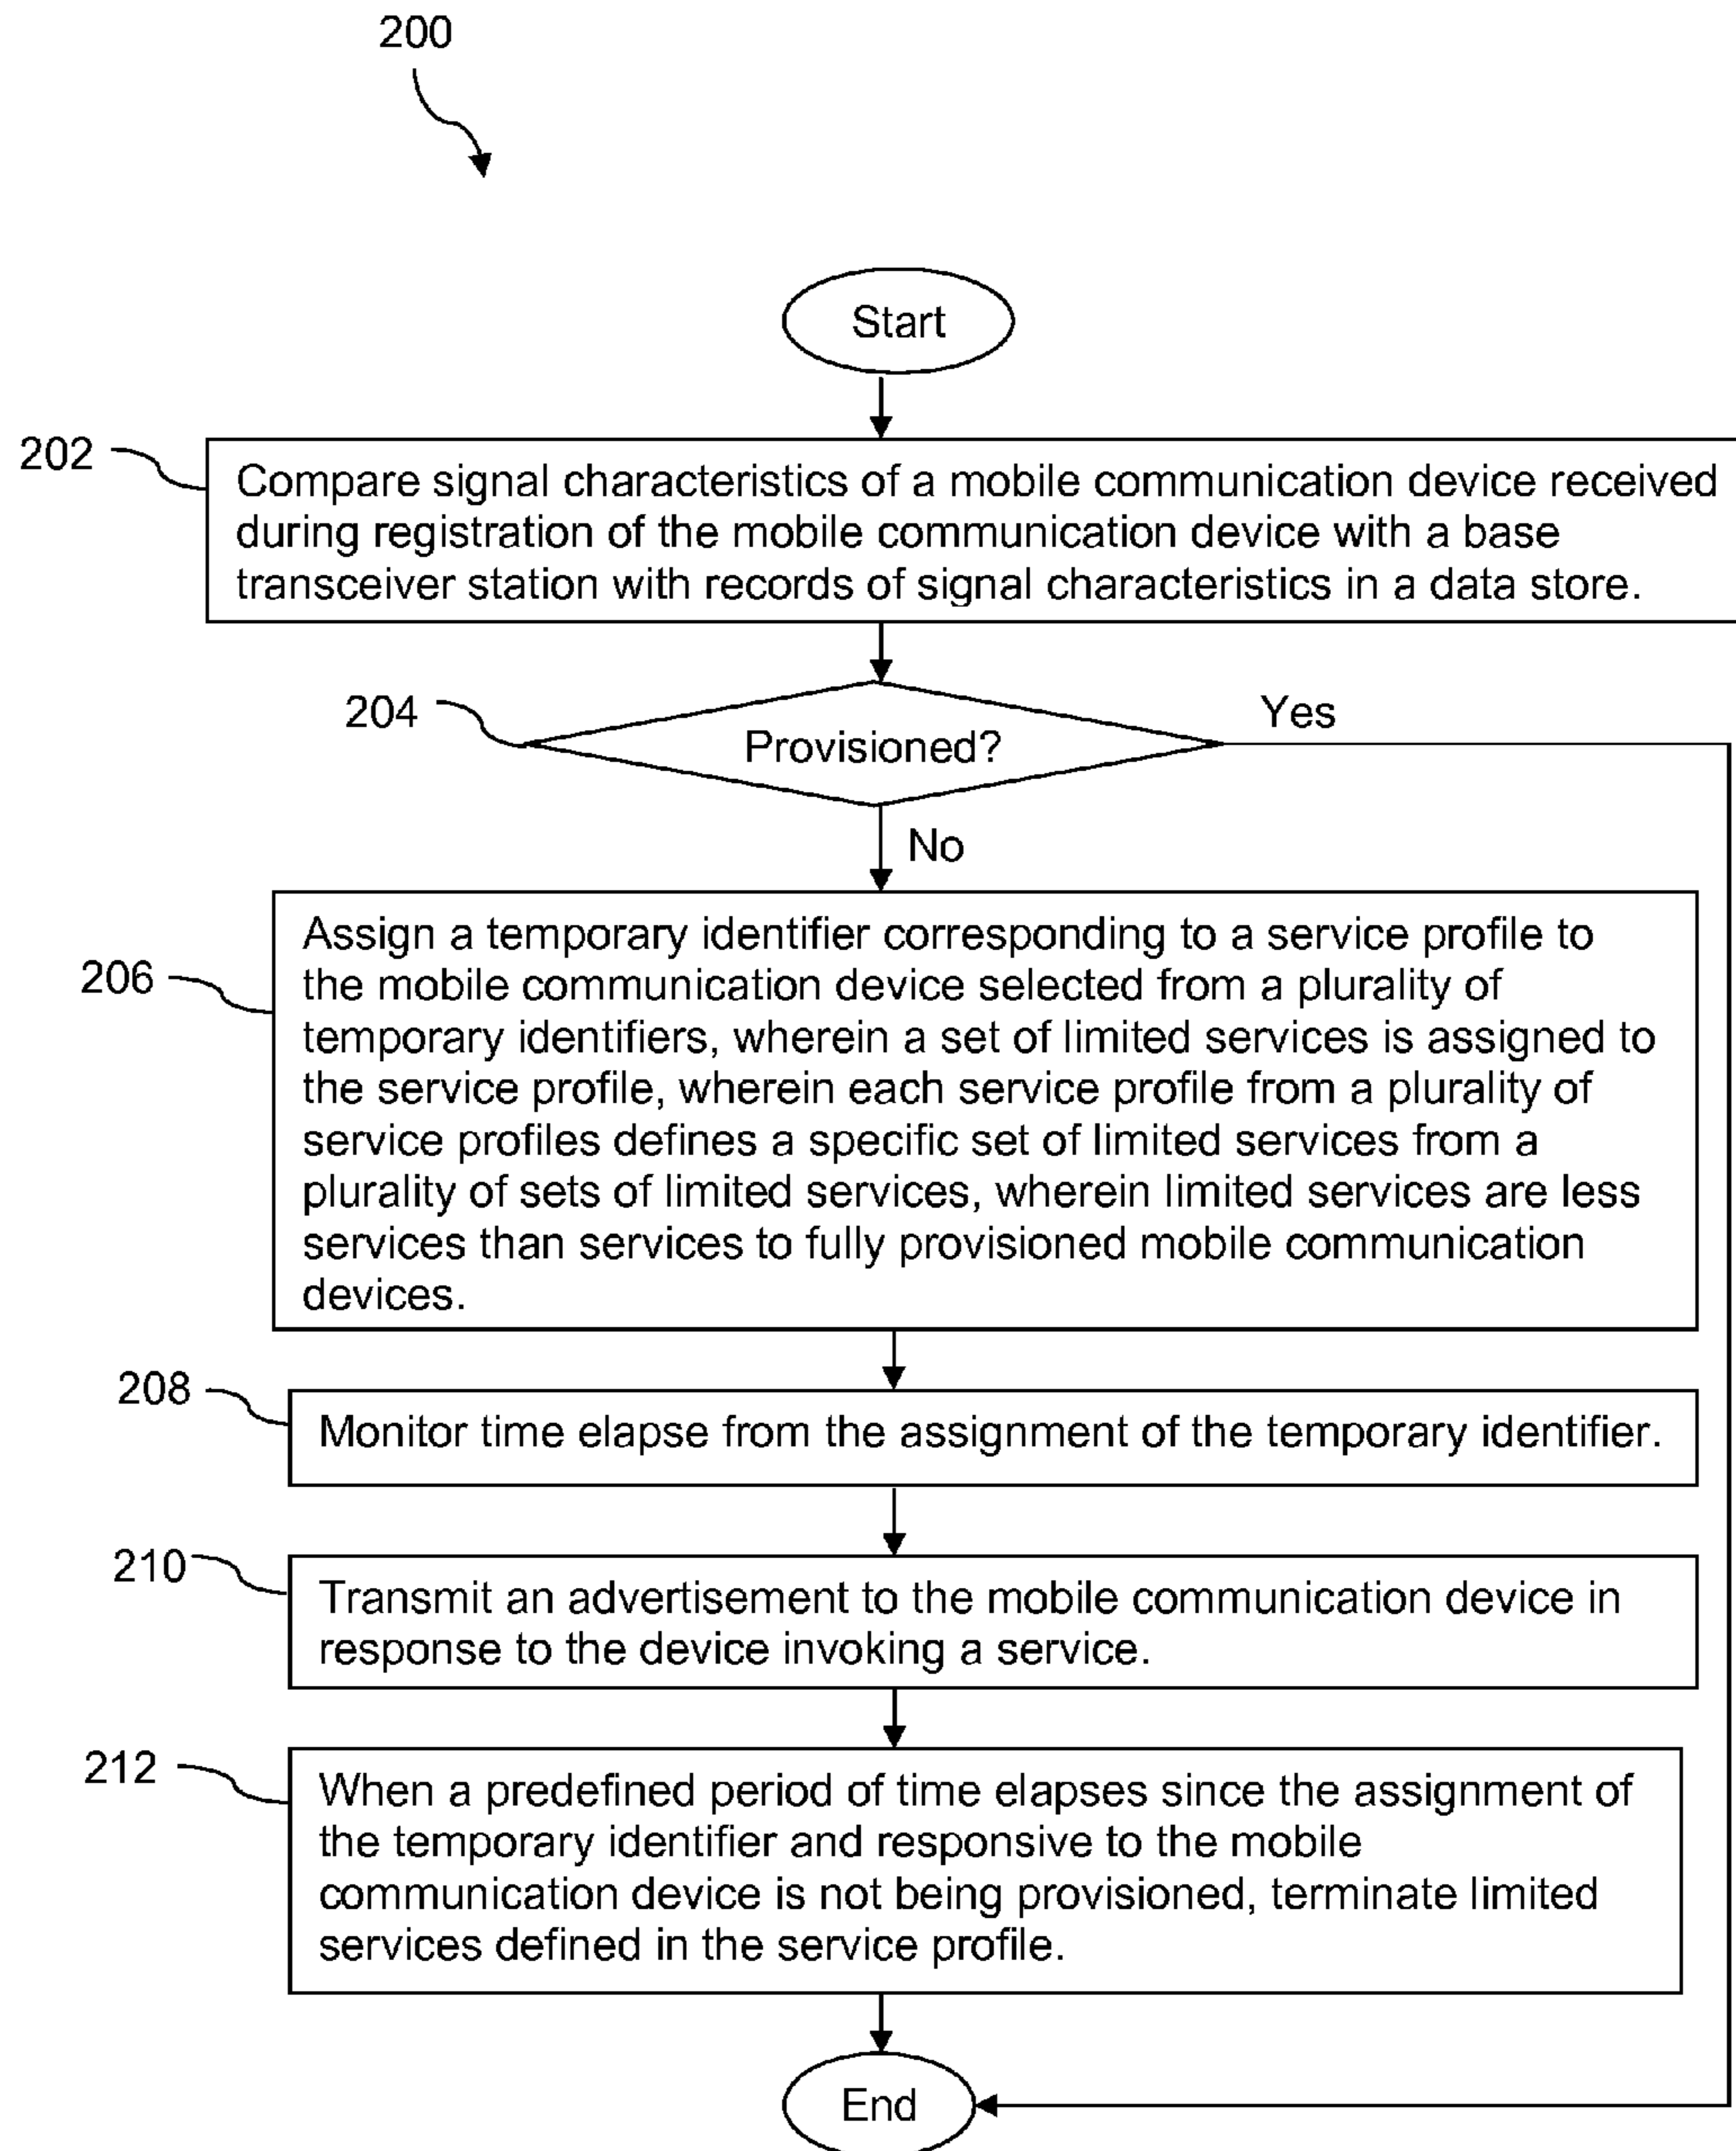 200
Start
202
Compare signal characteristics of a mobile communication device received
during registration of the mobile communication device with a base
transceiver station with records of signal characteristics in a data store.
204
Provisioned?
Yes
No
206
Assign a temporary identifier corresponding to a service profile to
the mobile communication device selected from a plurality of
temporary identifiers, wherein a set of limited services is assigned to
the service profile, wherein each service profile from a plurality of
service profiles defines a specific set of limited services from a
plurality of sets of limited services, wherein limited services are less
services than services to fully provisioned mobile communication
devices.
208
Monitor time elapse from the assignment of the temporary identifier.
210
Transmit an advertisement to the mobile communication device in
response to the device invoking a service.
212
When a predefined period of time elapses since the assignment of
the temporary identifier and responsive to the mobile
communication device is not being provisioned, terminate limited
services defined in the service profile.
End